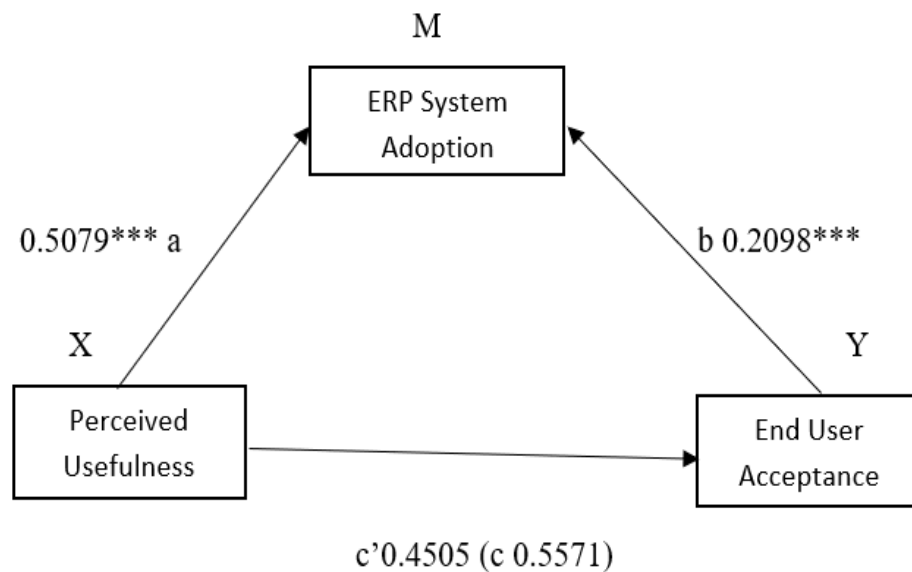 M
ERP System
Adoption
0.5079*** a
b 0.2098***
X
Y
Perceived
Usefulness
End User
Acceptance
c’0.4505 (c 0.5571)